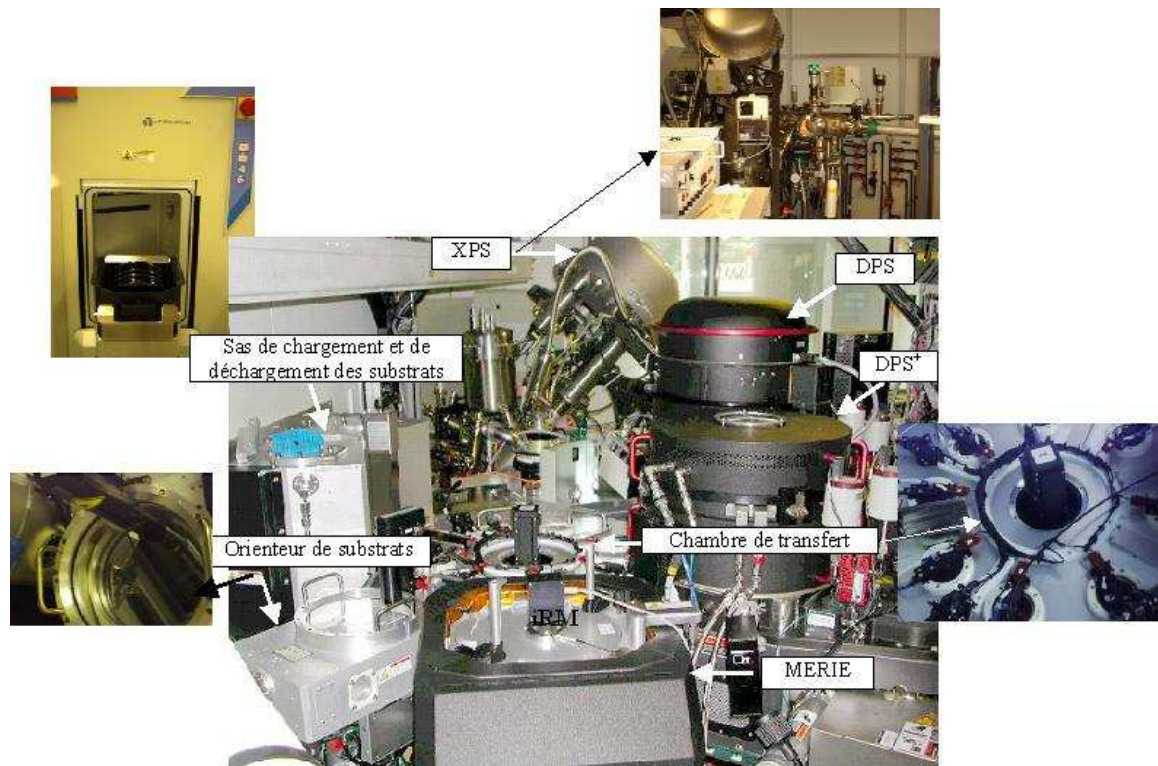 XPS
DPS
Sas de chargement et de
déchargement des substrats
DPS⁺
Orienteur de substrats
Chambre de transfert
iRM
MERIE